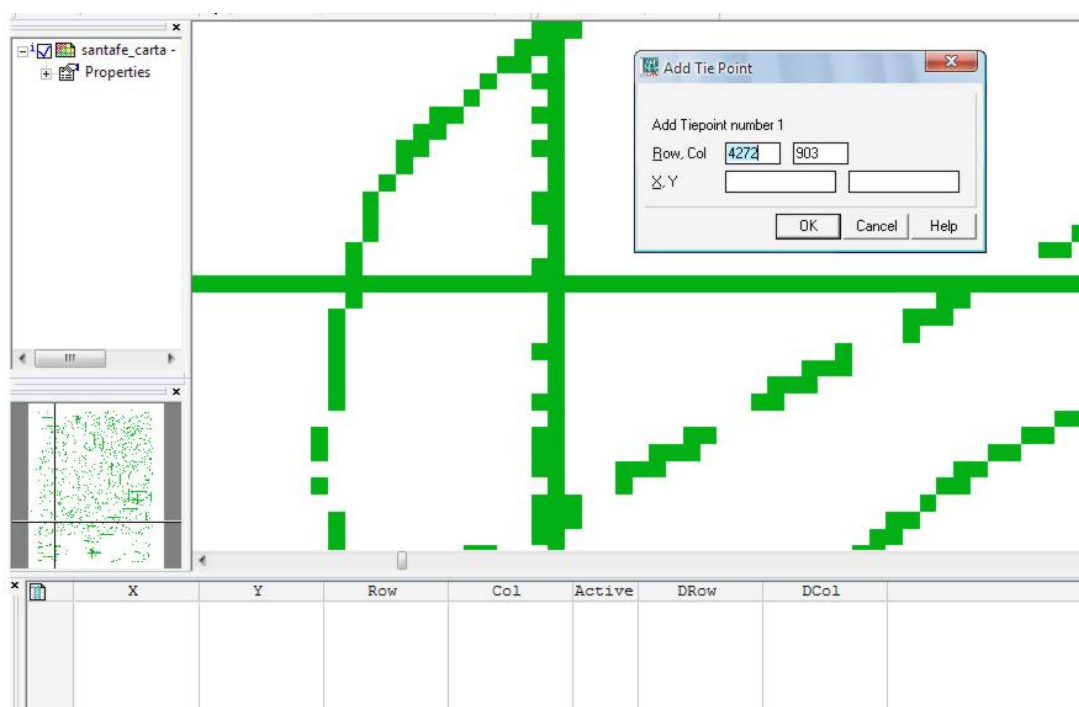 santafe_carta -
Properties
Add Tie Point
Add Tiepoint number 1
Row, Col 4272 903
X, Y
OK Cancel Help
X Y Row Col Active DRow DCol